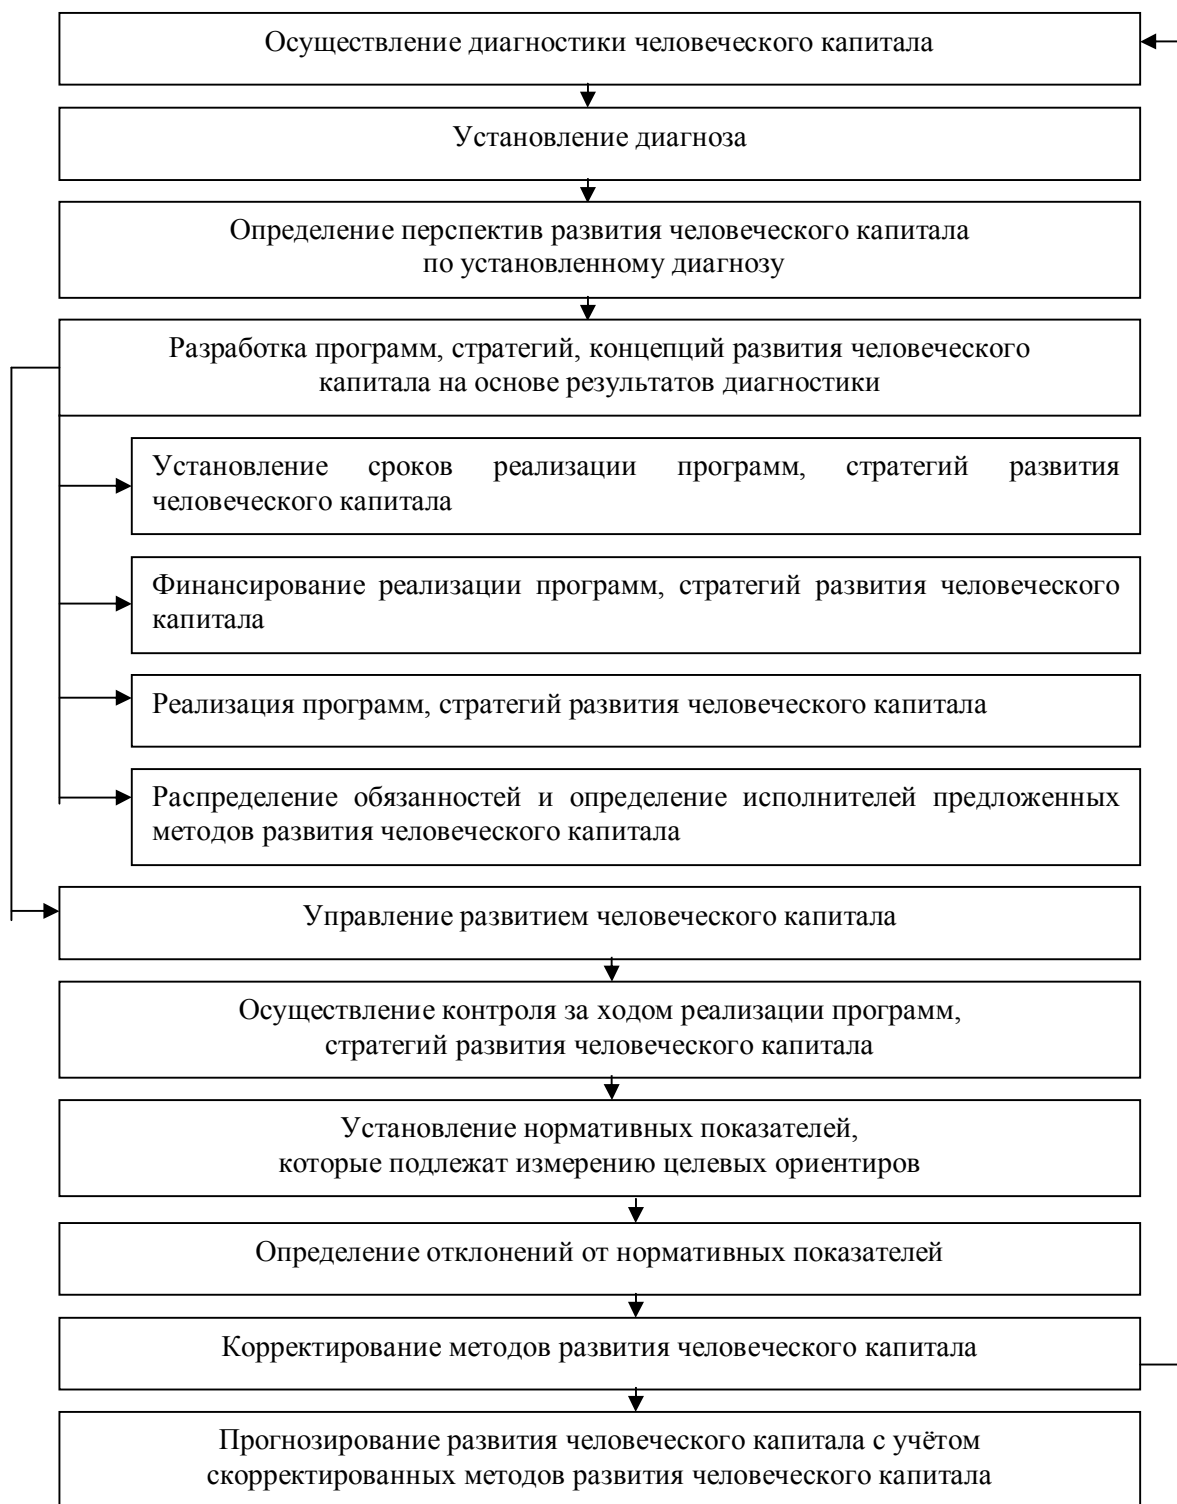 Осуществление диагностики человеческого капитала
Установление диагноза
Определение перспектив развития человеческого капитала
по установленному диагнозу
Разработка программ, стратегий, концепций развития человеческого
капитала на основе результатов диагностики
Установление сроков реализации программ, стратегий развития
человеческого капитала
Финансирование реализации программ, стратегий развития человеческого
капитала
Реализация программ, стратегий развития человеческого капитала
Распределение обязанностей и определение исполнителей предложенных
методов развития человеческого капитала
Управление развитием человеческого капитала
Осуществление контроля за ходом реализации программ,
стратегий развития человеческого капитала
Установление нормативных показателей,
которые подлежат измерению целевых ориентиров
Определение отклонений от нормативных показателей
Корректирование методов развития человеческого капитала
Прогнозирование развития человеческого капитала с учётом
скорректированных методов развития человеческого капитала